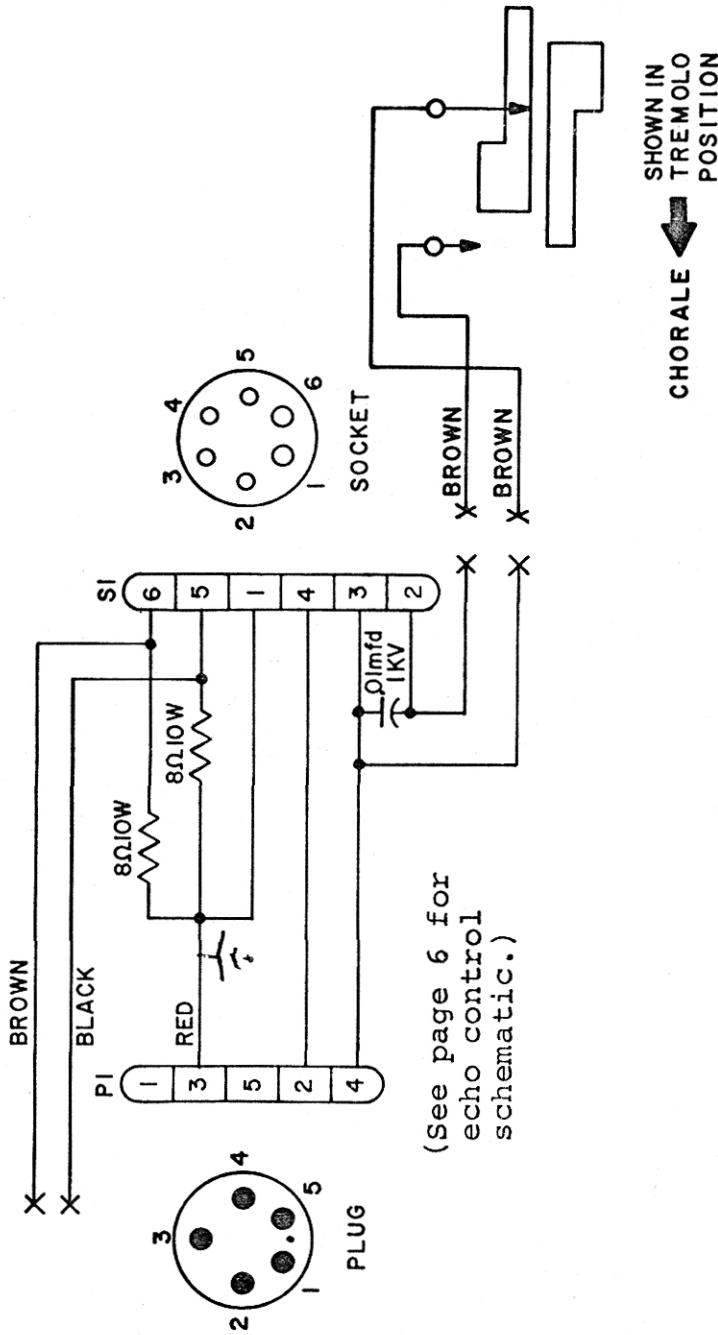 BROWN
BLACK
P1
1
3
5
2
4
RED
8Ω10W
8Ω10W
S1
6
5
1
4
3
2
.01mfd
1KV
3
2
4
1
5
PLUG
4
3
5
2
6
1
SOCKET
BROWN
BROWN
(See page 6 for
echo control
schematic.)
CHORALE
SHOWN IN
TREMOLO
POSITION